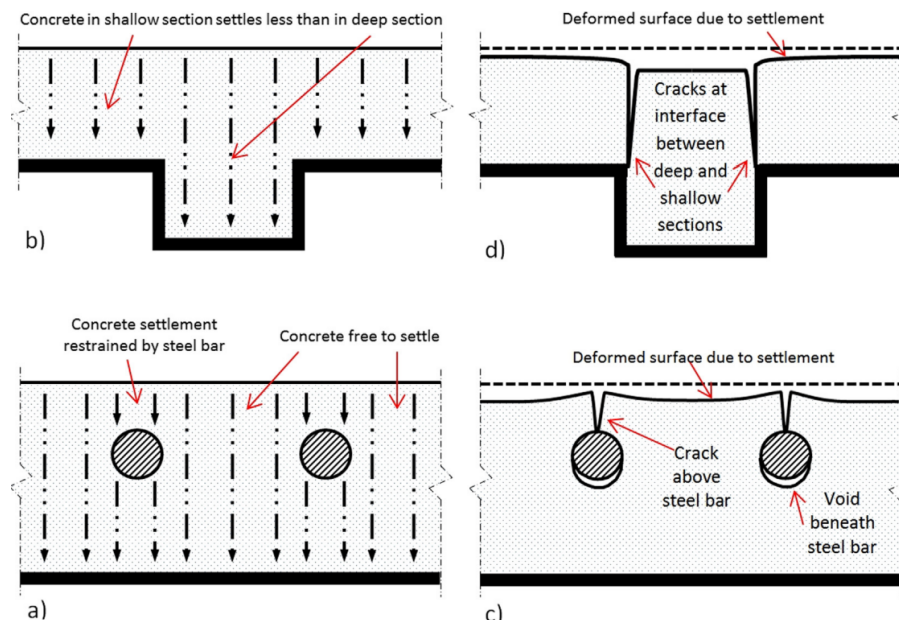 Concrete in shallow section settles less than in deep section
b)
Deformed surface due to settlement
Cracks at
interface
between
deep and
shallow
sections
d)
Concrete settlement
restrained by steel bar
Concrete free to settle
a)
Deformed surface due to settlement
Crack
above
steel bar
Void
beneath
steel bar
c)